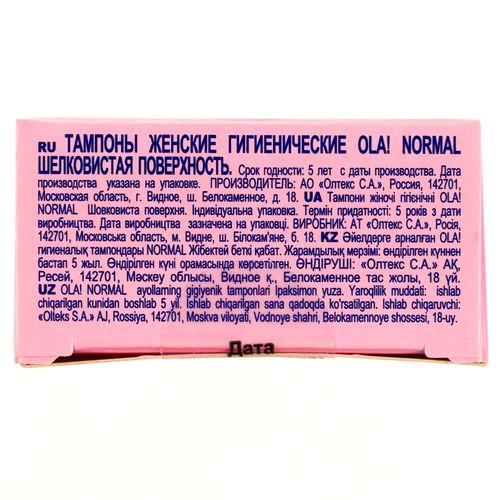 RU ТАМПОНЫ ЖЕНСКИЕ ГИГИЕНИЧЕСКИЕ OLA! NORMAL
ШЕЛКОВИСТАЯ ПОВЕРХНОСТЬ. Срок годности: 5 лет с даты производства. Дата
производства указана на упаковке. ПРОИЗВОДИТЕЛЬ: АО «Олтекс С.А.», Россия, 142701,
Московская область, г. Видное, ш. Белокаменное, д. 18. UA Тампони жіночі гігієнічні OLA!
NORMAL Шовковиста поверхня. Індивідуальна упаковка. Термін придатності: 5 років з дати
виробництва. Дата виробництва зазначена на упаковці. ВИРОБНИК: АТ «Олтекс С.А.», Росія,
142701, Московська область, м. Видне, ш. Білокам'яне, б. 18. KZ Әйелдерге арналған OLA!
гигеналық тампондары NORMAL Жібектей беткі қабат. Жарамдылық мерзімі: өндірілген күннен
бастап 5 жыл. Өндірілген күні орамасында көрсетілген. ӨНДІРУШІ: «Олтекс С.А.» АҚ,
Ресей, 142701, Мәскеу облысы, Видное қ., Белокаменное тас жолы, 18 үй.
UZ OLA! NORMAL ayollarning gigiyenik tamponlari Ipaksimon yuza. Yaroqlilik muddati: ishlab
chiqarilgan kunidan boshlab 5 yil. Ishlab chiqarilgan sana qadoqda ko'rsatilgan. Ishlab chiqaruvchi:
«Olteks S.A.» AJ, Rossiya, 142701, Moskva viloyati, Vodnoye shahri, Belokamennoye shossesi, 18-uy.
Дата